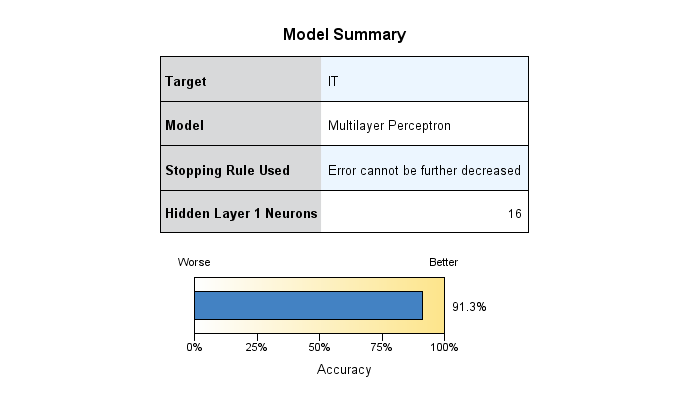 Model Summary
Target IT
Model Multilayer Perceptron
Stopping Rule Used Error cannot be further decreased
Hidden Layer 1 Neurons 16
Worse Better
91.3%
0% 25% 50% 75% 100%
Accuracy